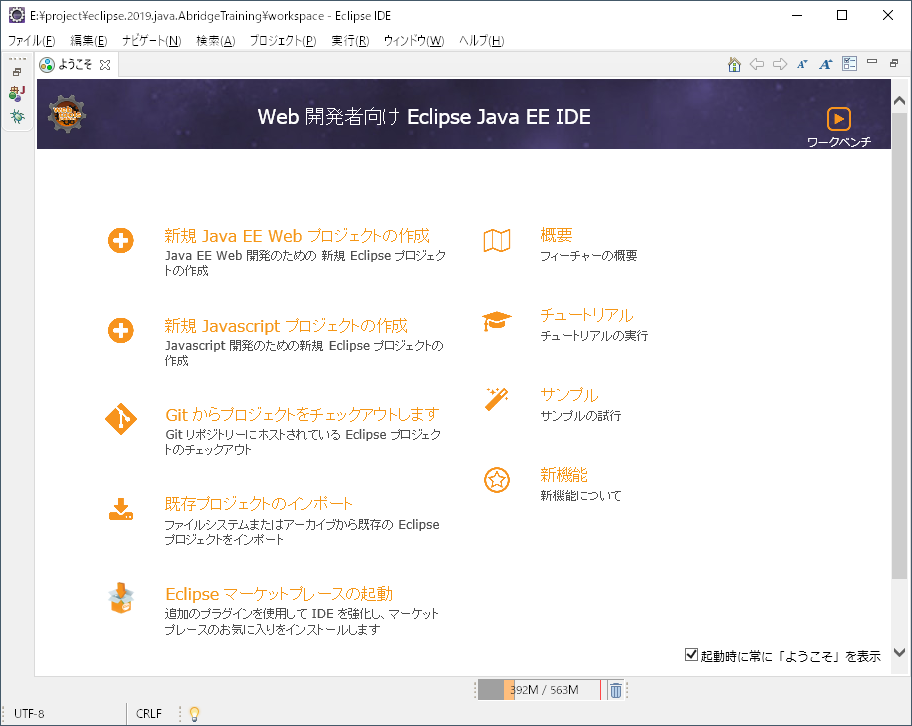 E:¥project¥eclipse.2019.java.AbridgeTraining¥workspace - Eclipse IDE
ファイル(F) 編集(E) ナビゲート(N) 検索(A) プロジェクト(P) 実行(R) ウィンドウ(W) ヘルプ(H)
ようこそ
Web 開発者向け Eclipse Java EE IDE
ワークベンチ
新規 Java EE Web プロジェクトの作成
Java EE Web 開発のための 新規 Eclipse プロジェク
トの作成
新規 Javascript プロジェクトの作成
Javascript 開発のための新規 Eclipse プロジェクトの
作成
Git からプロジェクトをチェックアウトします
Git リポジトリーにホストされている Eclipse プロジェク
トのチェックアウト
既存プロジェクトのインポート
ファイルシステムまたはアーカイブから既存の Eclipse
プロジェクトをインポート
Eclipse マーケットプレースの起動
追加のプラグインを使用して IDE を強化し、マーケット
プレースのお気に入りをインストールします
概要
フィーチャーの概要
チュートリアル
チュートリアルの実行
サンプル
サンプルの試行
新機能
新機能について
起動時に常に「ようこそ」を表示
392M / 563M
UTF-8
CRLF